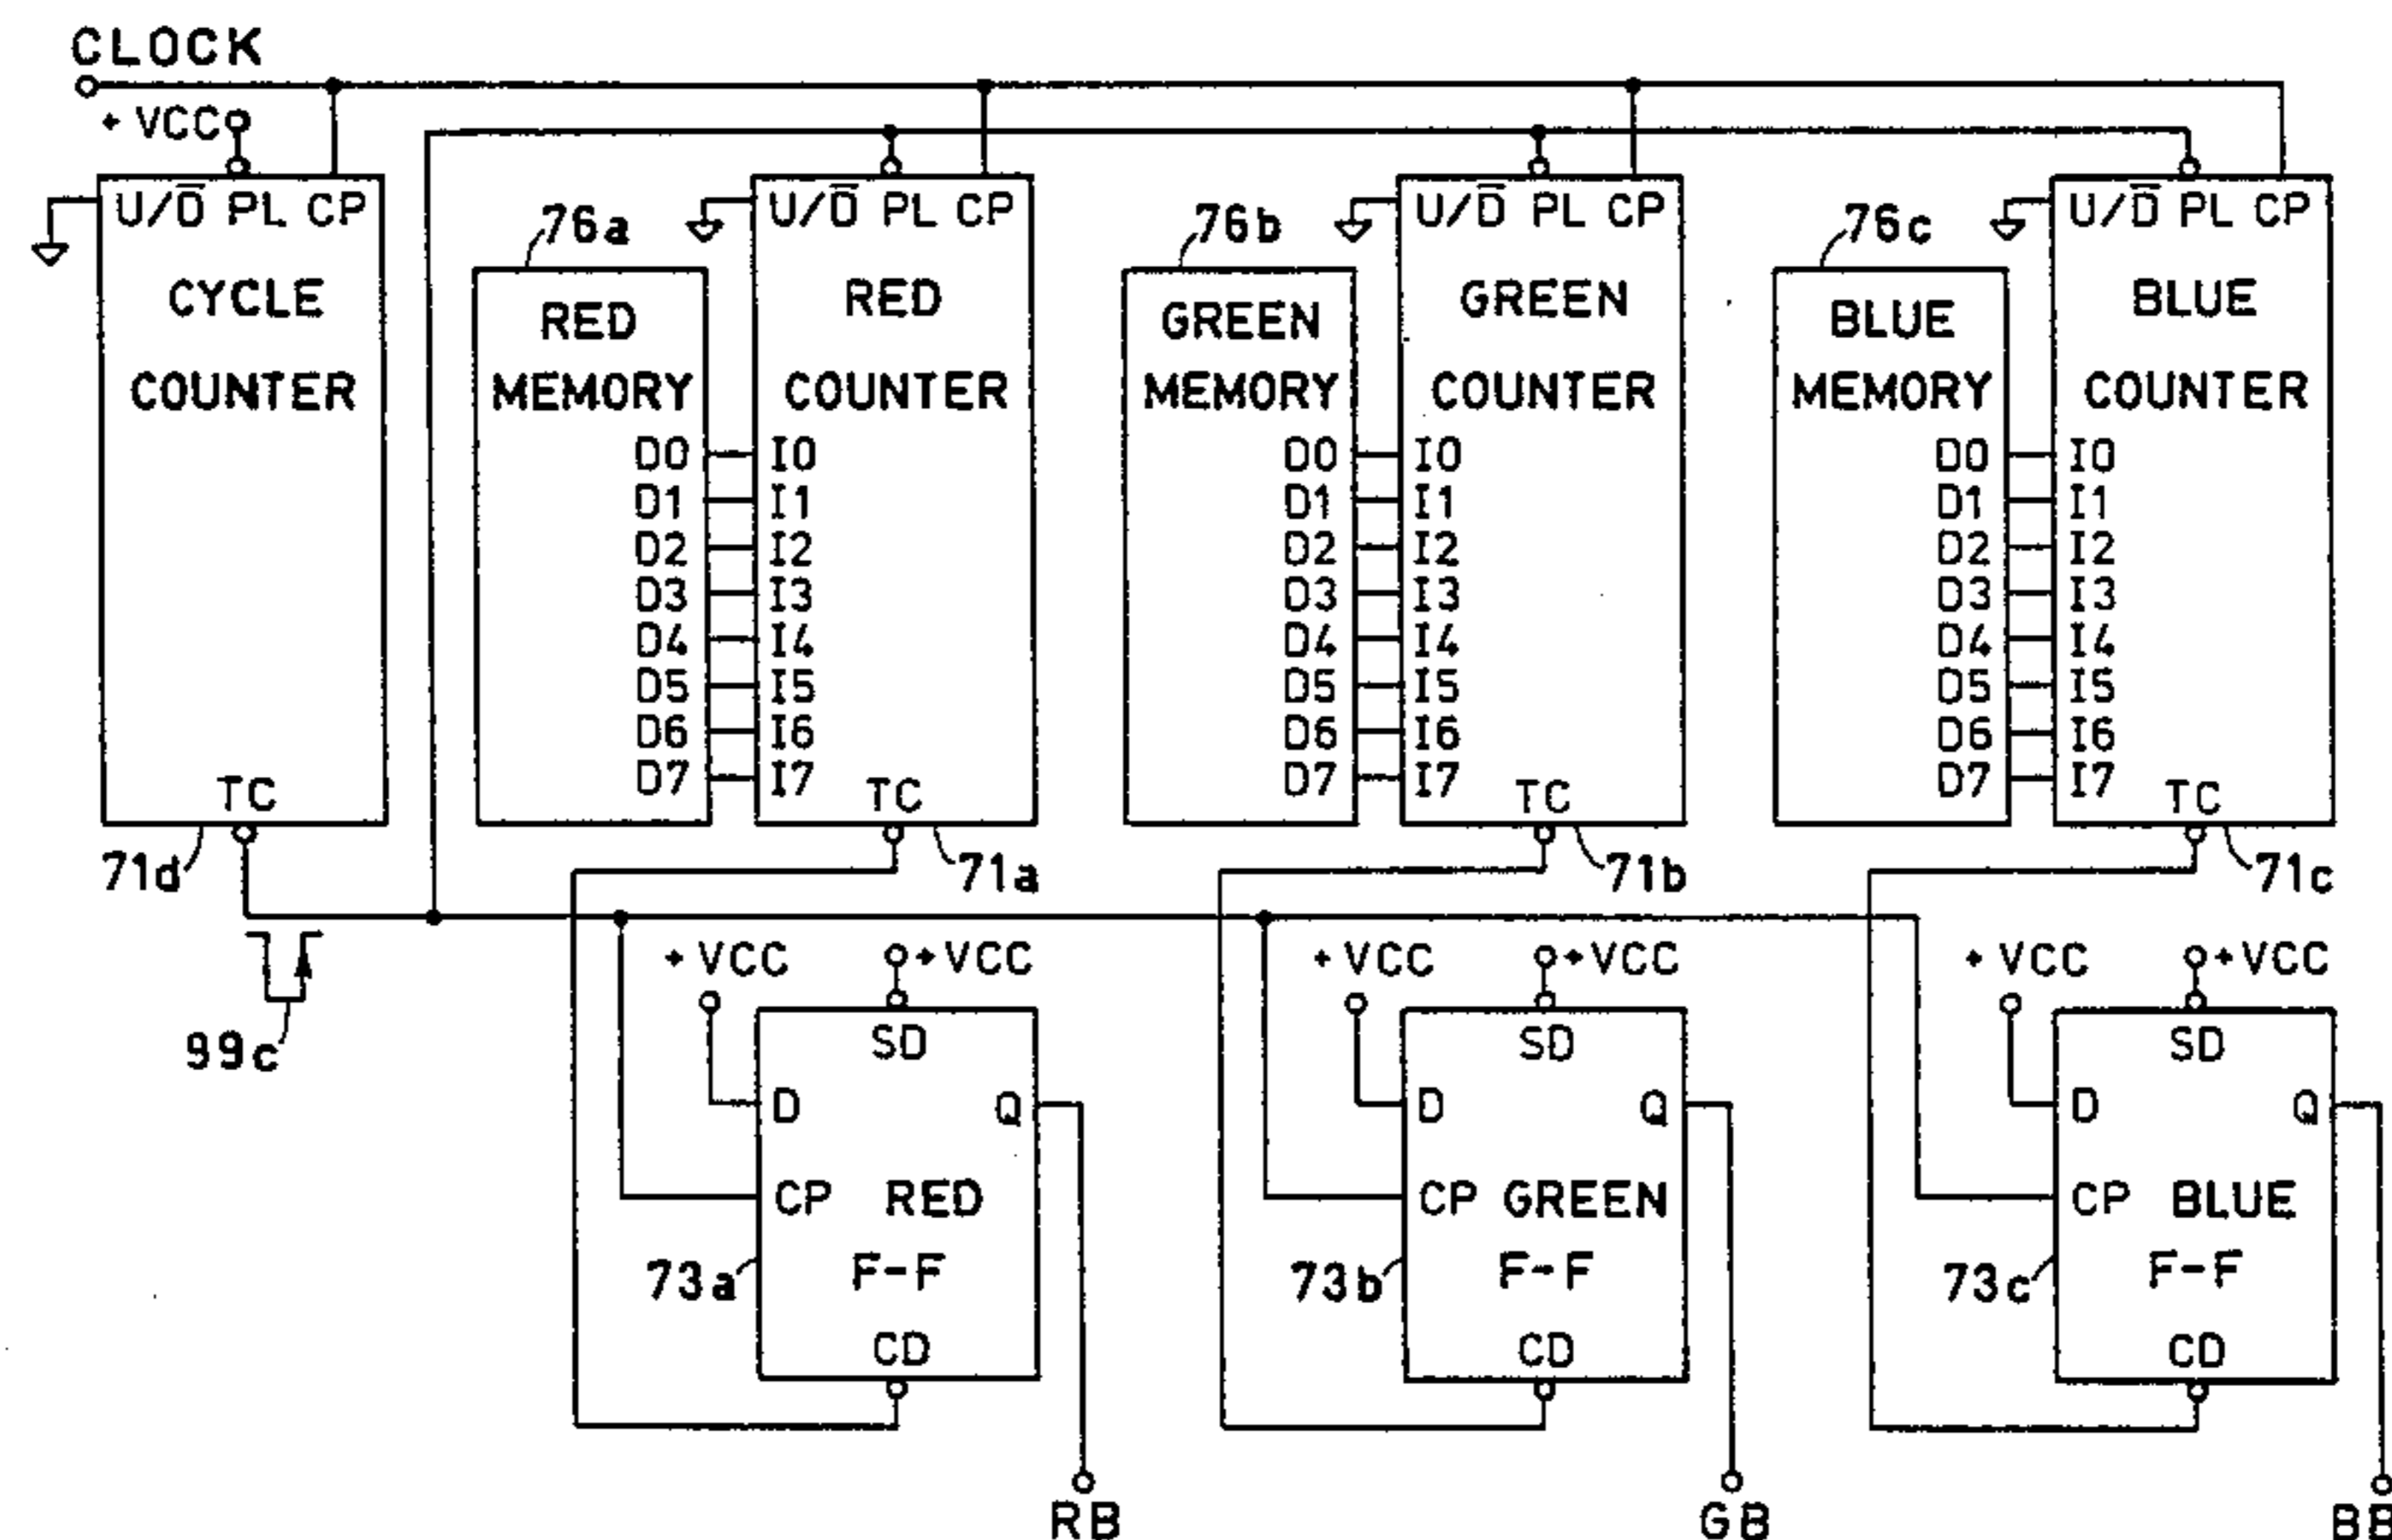 CLOCK
+ VCC
U/D̅ PL CP
CYCLE
COUNTER
TC
71d
99c
76a
RED
MEMORY
D0
D1
D2
D3
D4
D5
D6
D7
U/D̅ PL CP
RED
COUNTER
I0
I1
I2
I3
I4
I5
I6
I7
TC
71a
76b
GREEN
MEMORY
D0
D1
D2
D3
D4
D5
D6
D7
U/D̅ PL CP
GREEN
COUNTER
I0
I1
I2
I3
I4
I5
I6
I7
TC
71b
76c
BLUE
MEMORY
D0
D1
D2
D3
D4
D5
D6
D7
U/D̅ PL CP
BLUE
COUNTER
I0
I1
I2
I3
I4
I5
I6
I7
TC
71c
+ VCC
+ VCC
SD
D
Q
CP RED
F-F
73a
CD
RB
+ VCC
+ VCC
SD
D
Q
CP GREEN
F-F
73b
CD
GB
+ VCC
+ VCC
SD
D
Q
CP BLUE
F-F
73c
CD
BB